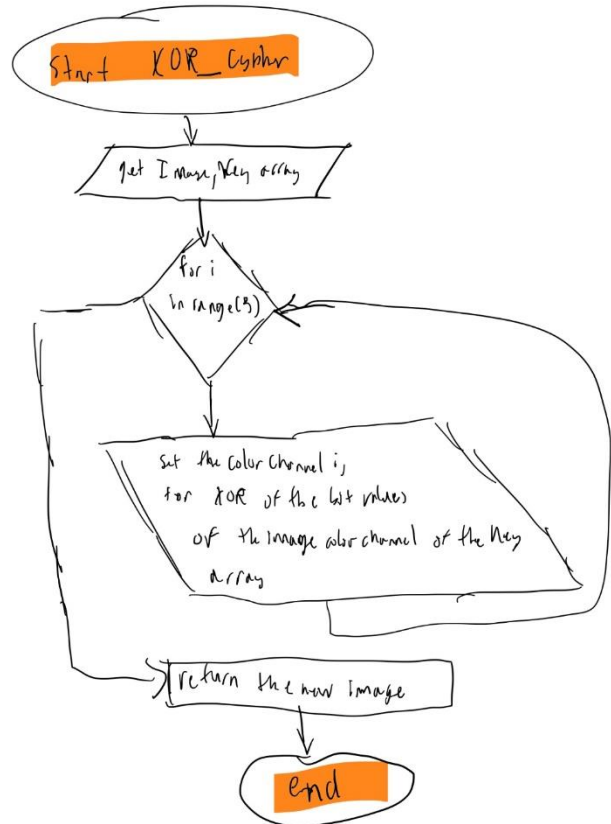 Start XOR_Cypher
get Image, Key array
for i
in range(3)
set the color channel i,
for XOR of the bit values
of the image color channel of the key
array
return the new Image
end